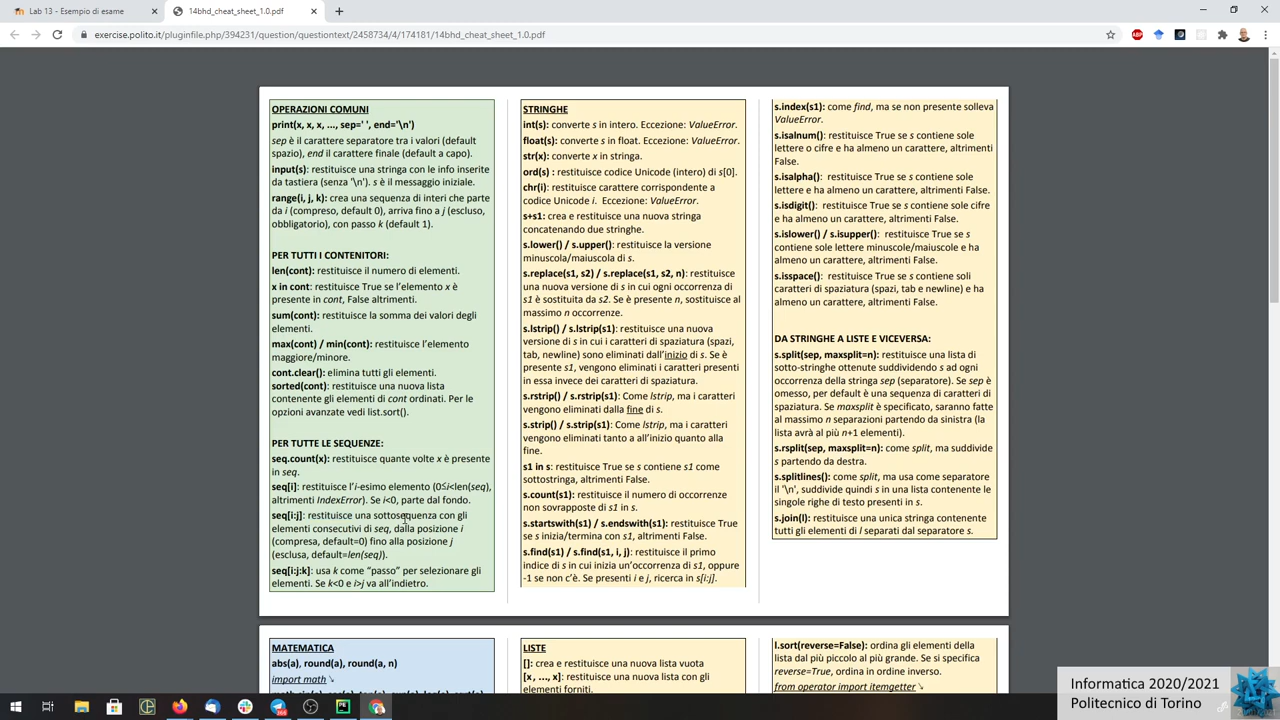 Lab 13 - Esempio di esame
14bhd_cheat_sheet_1.0.pdf
exercise.polito.it/pluginfile.php/394231/question/questiontext/2458734/4/174181/14bhd_cheat_sheet_1.0.pdf
OPERAZIONI COMUNI
print(x, x, x, ..., sep=' ', end='\n')
sep è il carattere separatore tra i valori (default
spazio), end il carattere finale (default a capo).
input(s): restituisce una stringa con le info inserite
da tastiera (senza '\n'). s è il messaggio iniziale.
range(i, j, k): crea una sequenza di interi che parte
da i (compreso, default 0), arriva fino a j (escluso,
obbligatorio), con passo k (default 1).
PER TUTTI I CONTENITORI:
len(cont): restituisce il numero di elementi.
x in cont: restituisce True se l'elemento x è
presente in cont, False altrimenti.
sum(cont): restituisce la somma dei valori degli
elementi.
max(cont) / min(cont): restituisce l'elemento
maggiore/minore.
cont.clear(): elimina tutti gli elementi.
sorted(cont): restituisce una nuova lista
contenente gli elementi di cont ordinati. Per le
opzioni avanzate vedi list.sort().
PER TUTTE LE SEQUENZE:
seq.count(x): restituisce quante volte x è presente
in seq.
seq[i]: restituisce l'i-esimo elemento (0≤i<len(seq),
altrimenti IndexError). Se i<0, parte dal fondo.
seq[i:j]: restituisce una sottosequenza con gli
elementi consecutivi di seq, dalla posizione i
(compresa, default=0) fino alla posizione j
(esclusa, default=len(seq)).
seq[i:j:k]: usa k come "passo" per selezionare gli
elementi. Se k<0 e i>j va all'indietro.
STRINGHE
int(s): converte s in intero. Eccezione: ValueError.
float(s): converte s in float. Eccezione: ValueError.
str(x): converte x in stringa.
ord(s) : restituisce codice Unicode (intero) di s[0].
chr(i): restituisce carattere corrispondente a
codice Unicode i. Eccezione: ValueError.
s+s1: crea e restituisce una nuova stringa
concatenando due stringhe.
s.lower() / s.upper(): restituisce la versione
minuscola/maiuscola di s.
s.replace(s1, s2) / s.replace(s1, s2, n): restituisce
una nuova versione di s in cui ogni occorrenza di
s1 è sostituita da s2. Se è presente n, sostituisce al
massimo n occorrenze.
s.lstrip() / s.lstrip(s1): restituisce una nuova
versione di s in cui i caratteri di spaziatura (spazi,
tab, newline) sono eliminati dall'inizio di s. Se è
presente s1, vengono eliminati i caratteri presenti
in essa invece dei caratteri di spaziatura.
s.rstrip() / s.rstrip(s1): Come lstrip, ma i caratteri
vengono eliminati dalla fine di s.
s.strip() / s.strip(s1): Come lstrip, ma i caratteri
vengono eliminati tanto a all'inizio quanto alla
fine.
s1 in s: restituisce True se s contiene s1 come
sottostringa, altrimenti False.
s.count(s1): restituisce il numero di occorrenze
non sovrapposte di s1 in s.
s.startswith(s1) / s.endswith(s1): restituisce True
se s inizia/termina con s1, altrimenti False.
s.find(s1) / s.find(s1, i, j): restituisce il primo
indice di s in cui inizia un'occorrenza di s1, oppure
-1 se non c'è. Se presenti i e j, ricerca in s[i:j].
s.index(s1): come find, ma se non presente solleva
ValueError.
s.isalnum(): restituisce True se s contiene sole
lettere o cifre e ha almeno un carattere, altrimenti
False.
s.isalpha(): restituisce True se s contiene sole
lettere e ha almeno un carattere, altrimenti False.
s.isdigit(): restituisce True se s contiene sole cifre
e ha almeno un carattere, altrimenti False.
s.islower() / s.isupper(): restituisce True se s
contiene sole lettere minuscole/maiuscole e ha
almeno un carattere, altrimenti False.
s.isspace(): restituisce True se s contiene soli
caratteri di spaziatura (spazi, tab e newline) e ha
almeno un carattere, altrimenti False.
DA STRINGHE A LISTE E VICEVERSA:
s.split(sep, maxsplit=n): restituisce una lista di
sotto-stringhe ottenute suddividendo s ad ogni
occorrenza della stringa sep (separatore). Se sep è
omesso, per default è una sequenza di caratteri di
spaziatura. Se maxsplit è specificato, saranno fatte
al massimo n separazioni partendo da sinistra (la
lista avrà al più n+1 elementi).
s.rsplit(sep, maxsplit=n): come split, ma suddivide
s partendo da destra.
s.splitlines(): come split, ma usa come separatore
il '\n', suddivide quindi s in una lista contenente le
singole righe di testo presenti in s.
s.join(l): restituisce una unica stringa contenente
tutti gli elementi di l separati dal separatore s.
MATEMATICA
abs(a), round(a), round(a, n)
import math
LISTE
[]: crea e restituisce una nuova lista vuota
[x, ..., x]: restituisce una nuova lista con gli
elementi forniti.
l.sort(reverse=False): ordina gli elementi della
lista dal più piccolo al più grande. Se si specifica
reverse=True, ordina in ordine inverso.
from operator import itemgetter
Informatica 2020/2021
Politecnico di Torino